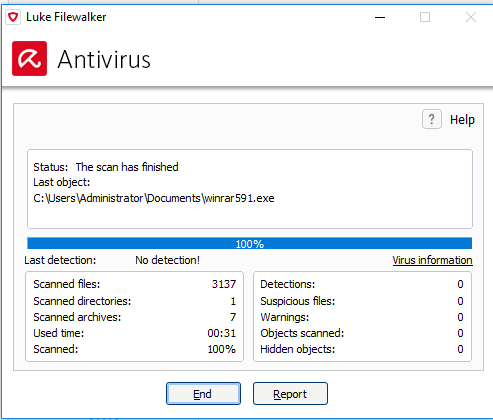 Luke Filewalker
Antivirus
? Help
Status: The scan has finished
Last object:
C:\Users\Administrator\Documents\winrar591.exe
100%
Last detection: No detection! Virus information
Scanned files: 3137
Scanned directories: 1
Scanned archives: 7
Used time: 00:31
Scanned: 100%
Detections: 0
Suspicious files: 0
Warnings: 0
Objects scanned: 0
Hidden objects: 0
End Report